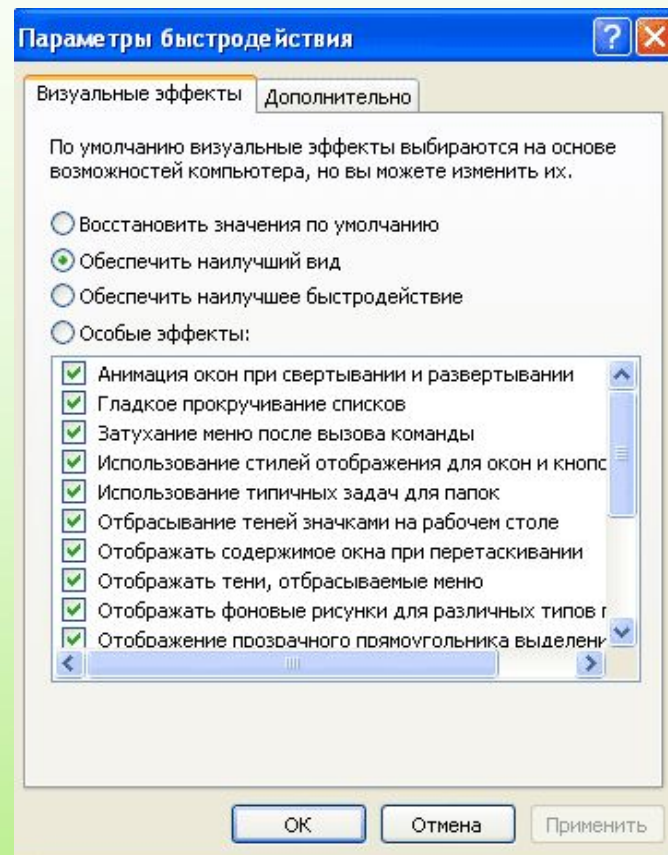 Параметры быстродействия
Визуальные эффекты
Дополнительно
По умолчанию визуальные эффекты выбираются на основе
возможностей компьютера, но вы можете изменить их.
Восстановить значения по умолчанию
Обеспечить наилучший вид
Обеспечить наилучшее быстродействие
Особые эффекты:
Анимация окон при свертывании и развертывании
Гладкое прокручивание списков
Затухание меню после вызова команды
Использование стилей отображения для окон и кнопо
Использование типичных задач для папок
Отбрасывание теней значками на рабочем столе
Отображать содержимое окна при перетаскивании
Отображать тени, отбрасываемые меню
Отображать фоновые рисунки для различных типов п
Отображение прозрачного прямоугольника выделени
ОК
Отмена
Применить